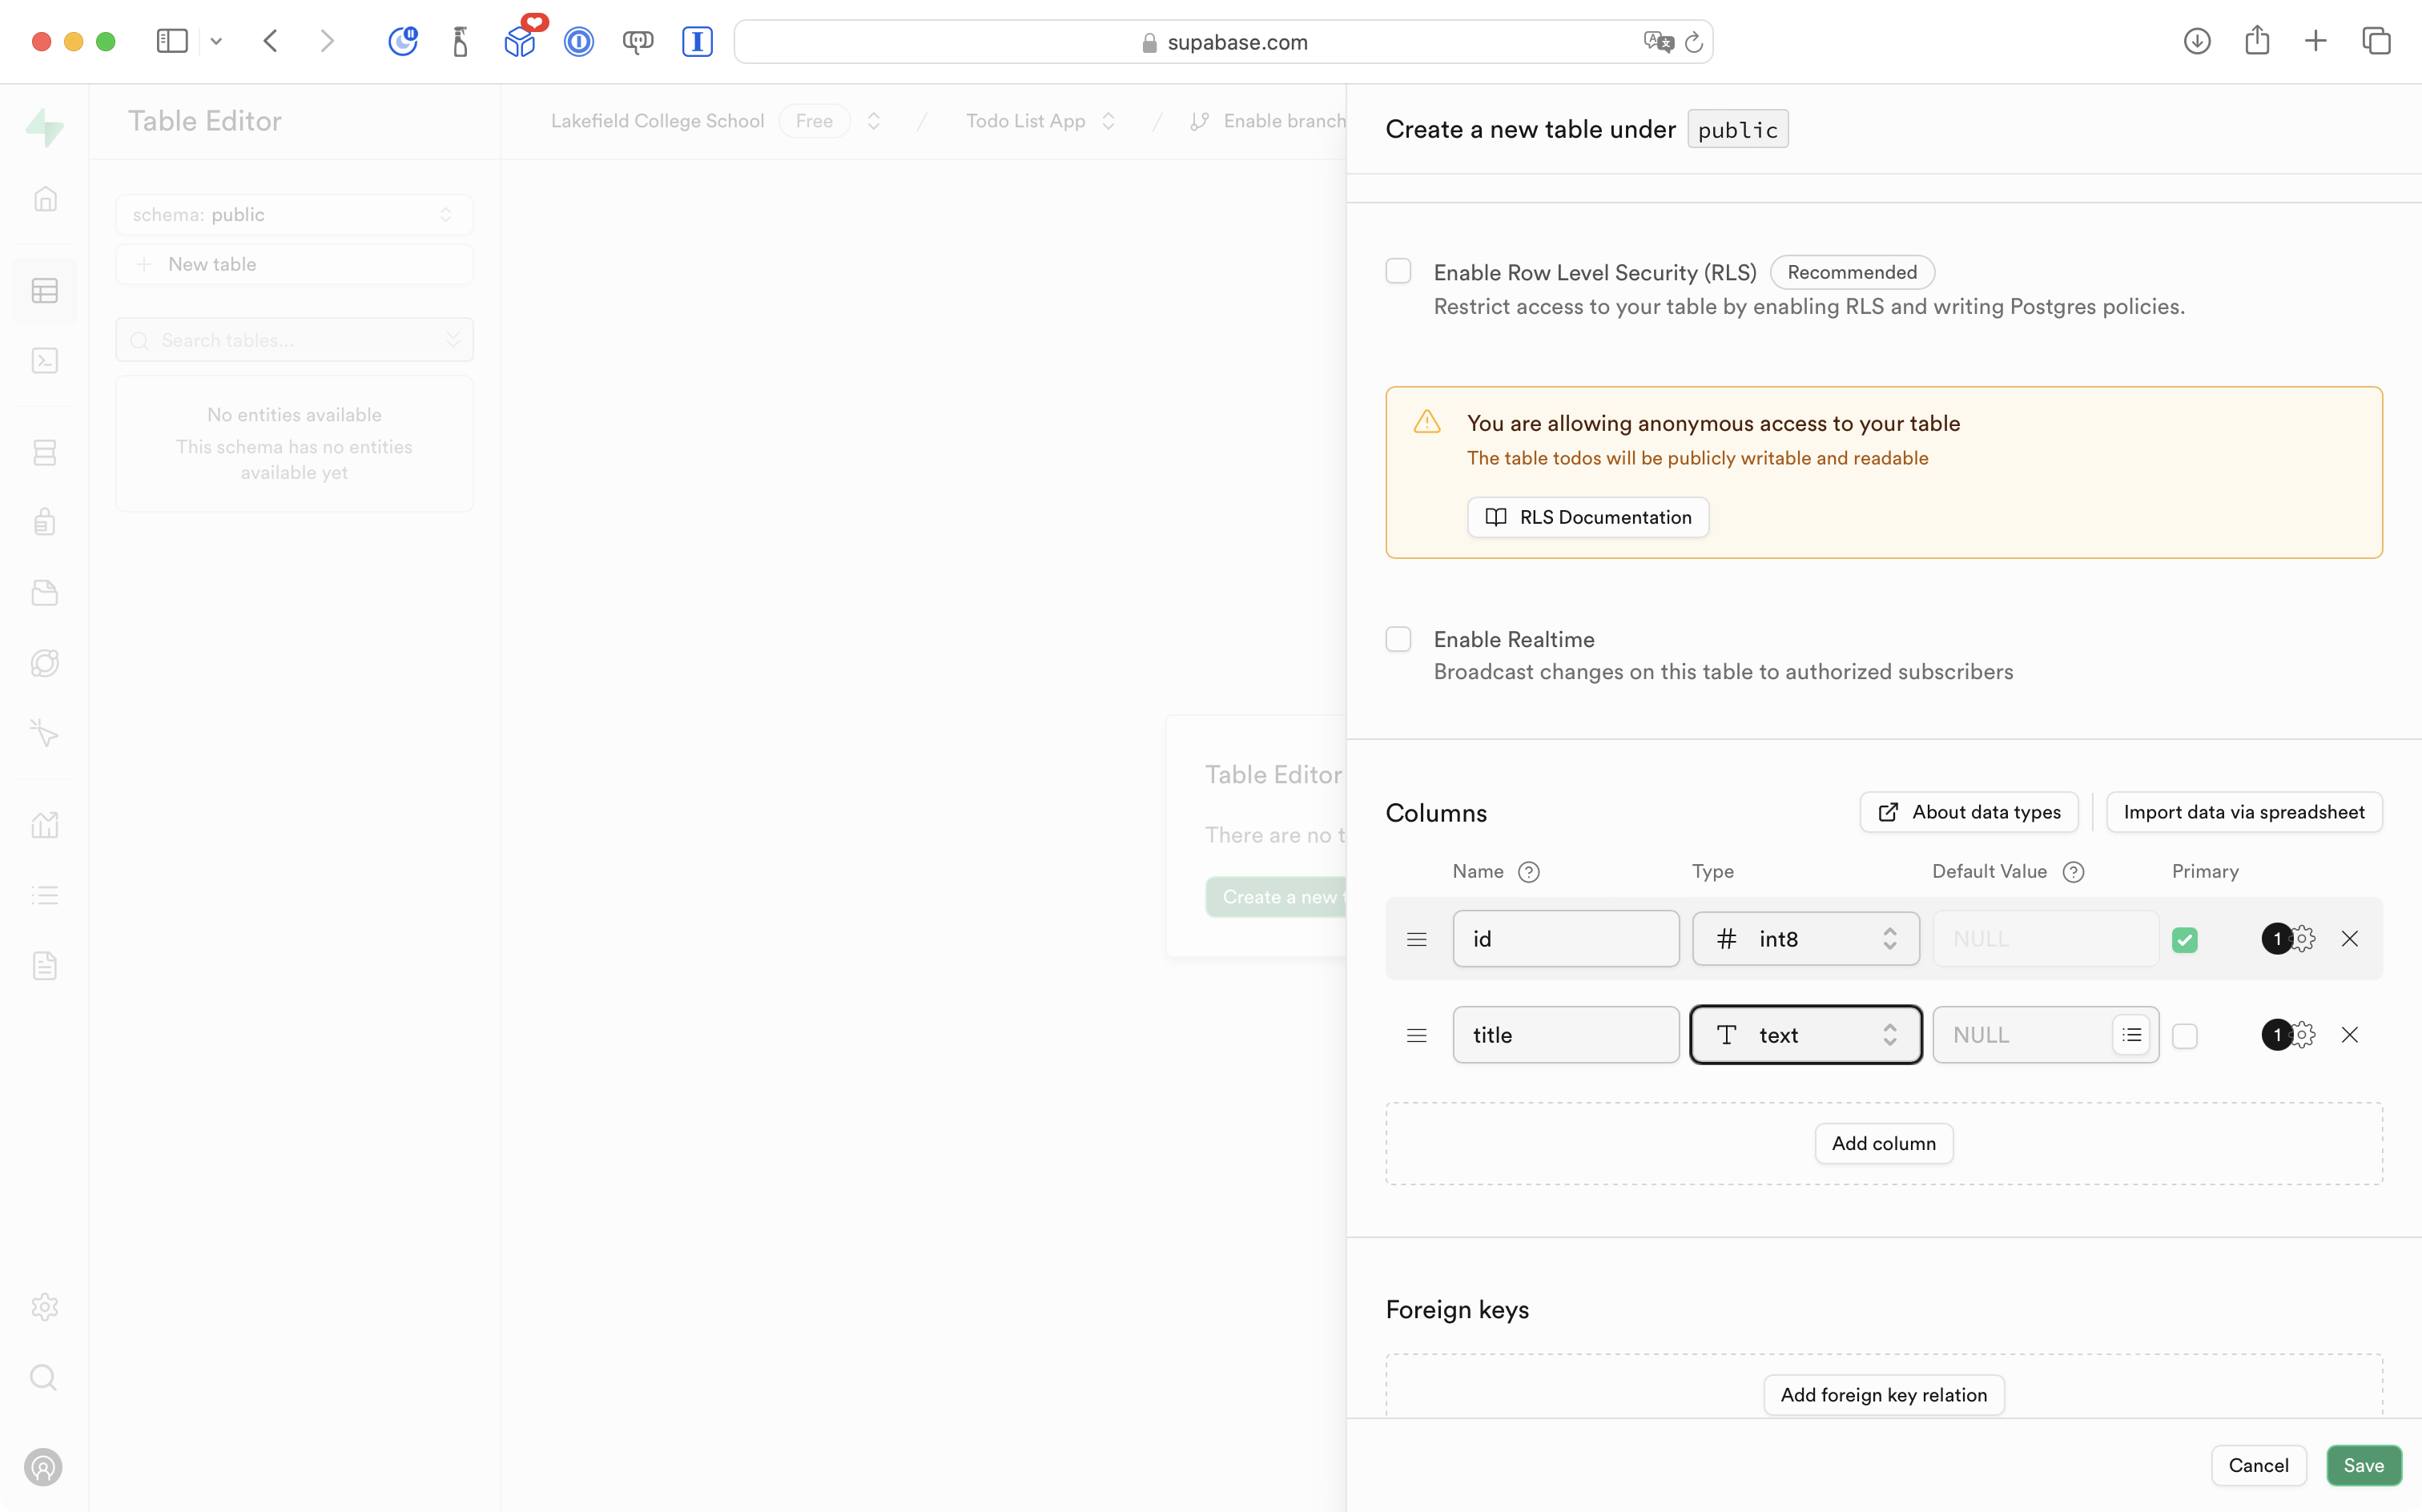 supabase.com
Table Editor
Lakefield College School Free / Todo List App / Enable branch
schema: public
New table
Search tables...
No entities available
This schema has no entities
available yet
Table Editor
There are no t
Create a new t
Create a new table under public
Enable Row Level Security (RLS) Recommended
Restrict access to your table by enabling RLS and writing Postgres policies.
You are allowing anonymous access to your table
The table todos will be publicly writable and readable
RLS Documentation
Enable Realtime
Broadcast changes on this table to authorized subscribers
Columns About data types Import data via spreadsheet
Name Type Default Value Primary
id # int8 NULL 1
title T text NULL 1
Add column
Foreign keys
Add foreign key relation
Cancel Save